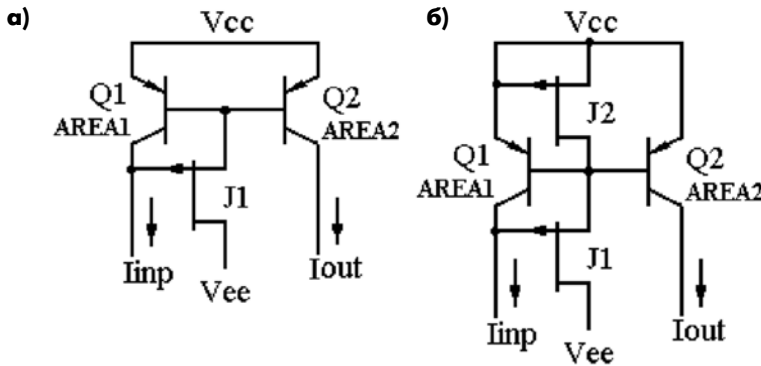 а)
Vcc
Q1
AREA1
Q2
AREA2
J1
Iinp
Vee
Iout
б)
Vcc
J2
Q1
AREA1
Q2
AREA2
J1
Iinp
Vee
Iout